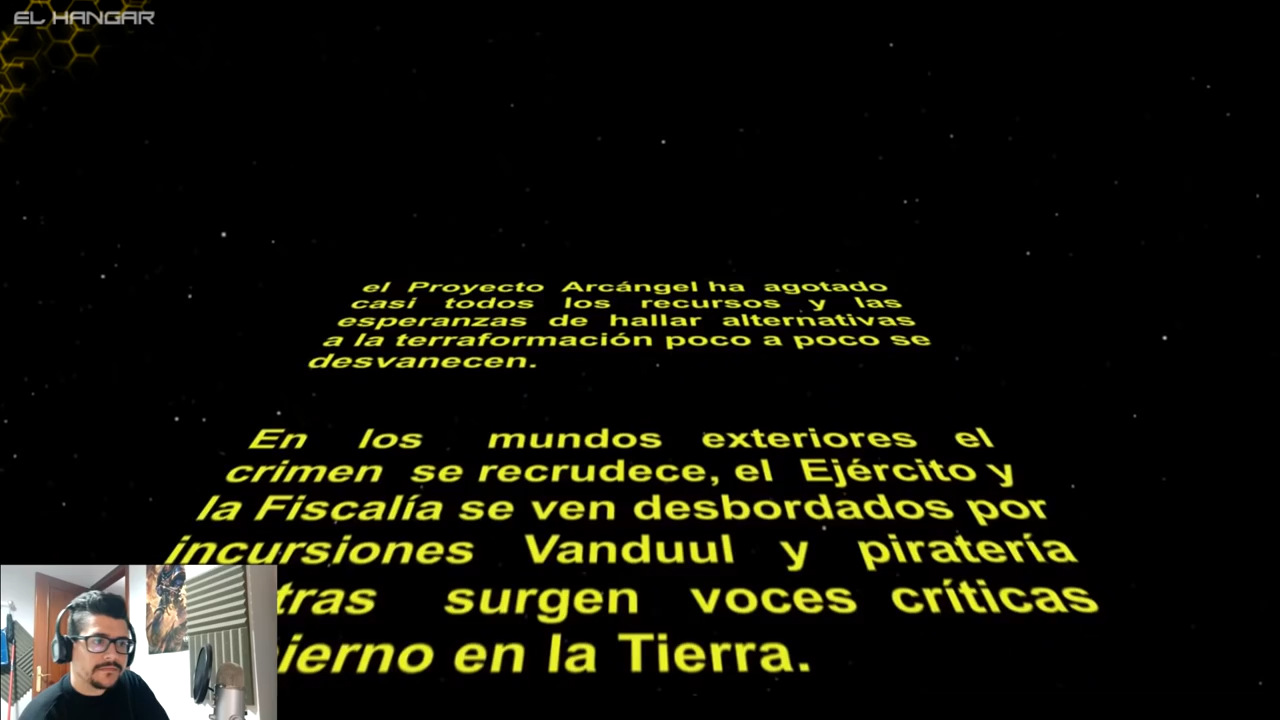 EL HANGAR
el Proyecto Arcángel ha agotado
casi todos los recursos y las
esperanzas de hallar alternativas
a la terraformación poco a poco se
desvanecen.
En los mundos exteriores el
crimen se recrudece, el Ejército y
la Fiscalía se ven desbordados por
incursiones Vanduul y piratería
surgen voces críticas
en la Tierra.